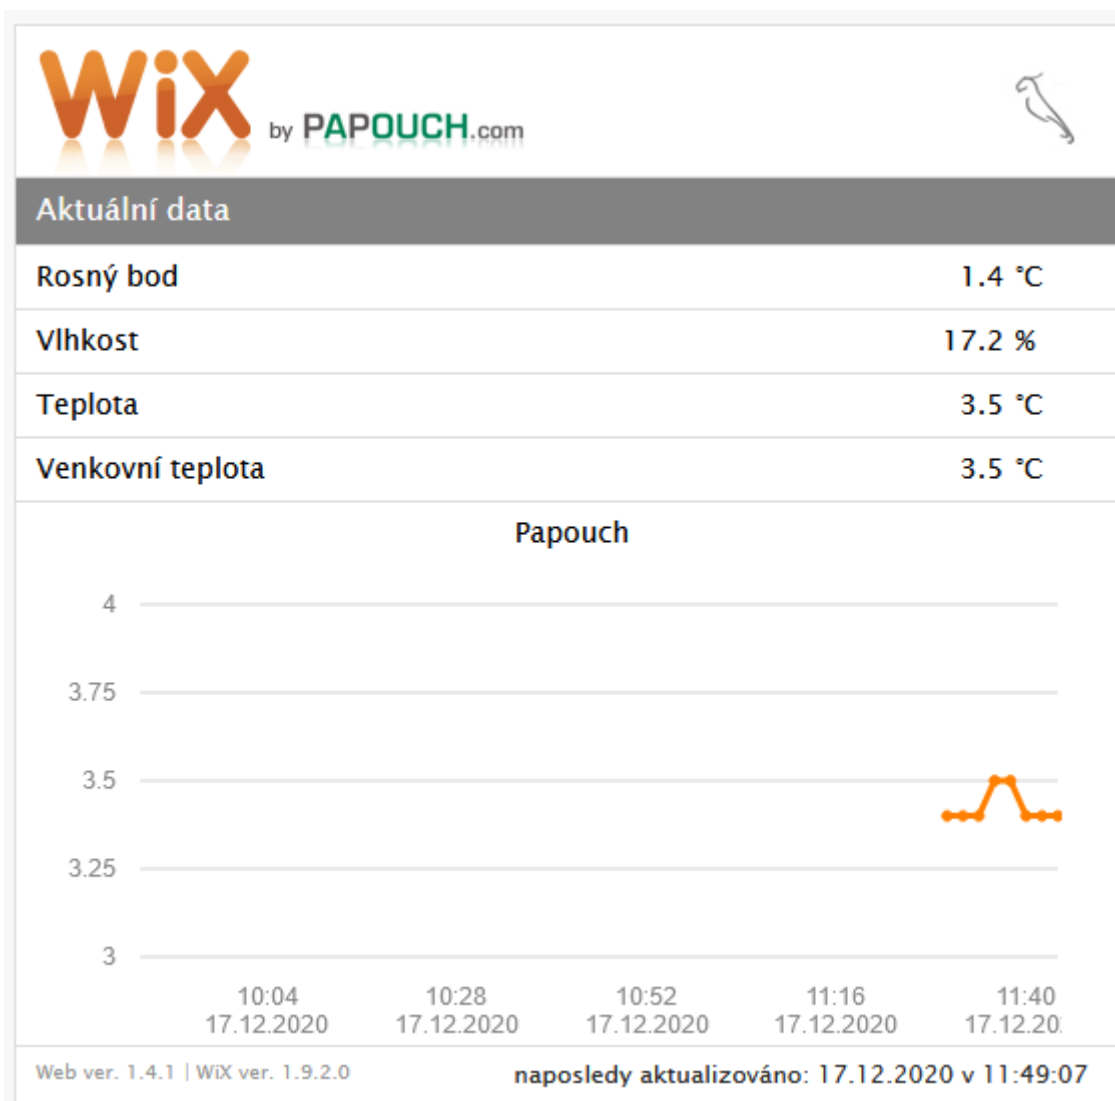 WiX by PAPOUCH.com
Aktuální data
Rosný bod 1.4 °C
Vlhkost 17.2 %
Teplota 3.5 °C
Venkovní teplota 3.5 °C
Papouch
4
3.75
3.5
3.25
3
10:04 10:28 10:52 11:16 11:40
17.12.2020 17.12.2020 17.12.2020 17.12.2020 17.12.20
Web ver. 1.4.1 | WiX ver. 1.9.2.0 naposledy aktualizováno: 17.12.2020 v 11:49:07